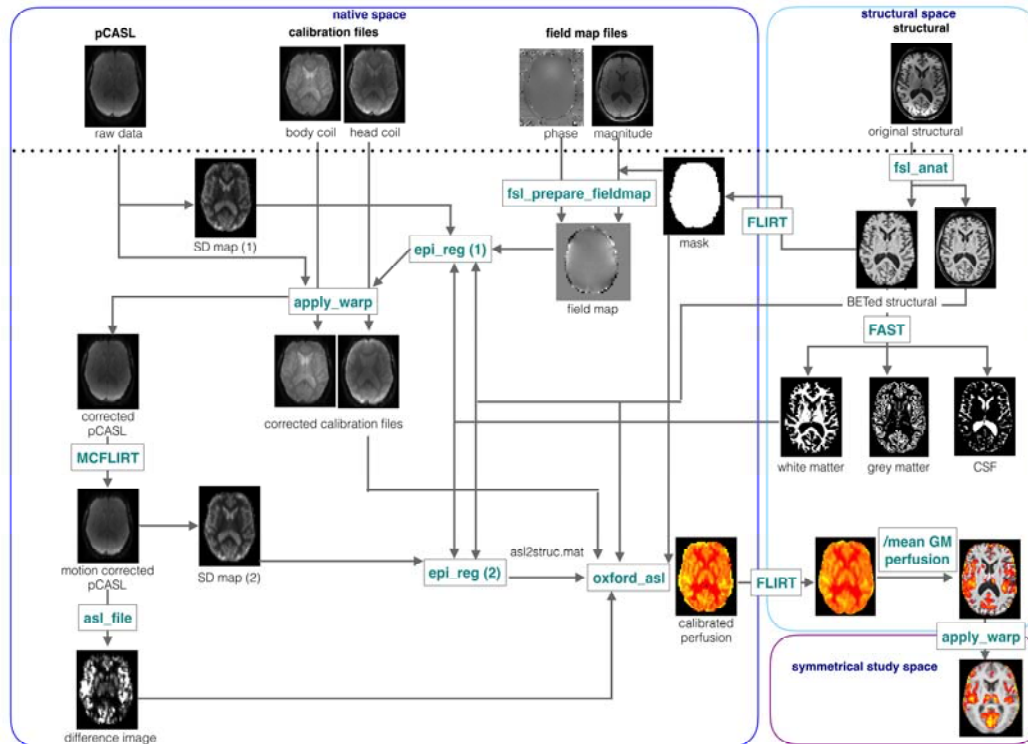 native space
structural space
pCASL
calibration files
field map files
structural
raw data
body coil
head coil
phase
magnitude
original structural
fsl_anat
fsl_prepare_fieldmap
FLIRT
SD map (1)
epi_reg (1)
mask
apply_warp
field map
BETed structural
FAST
corrected
pCASL
corrected calibration files
MCFLIRT
white matter
grey matter
CSF
motion corrected
pCASL
SD map (2)
epi_reg (2)
asl2struc.mat
oxford_asl
calibrated
perfusion
FLIRT
/mean GM
perfusion
asl_file
apply_warp
symmetrical study space
difference image